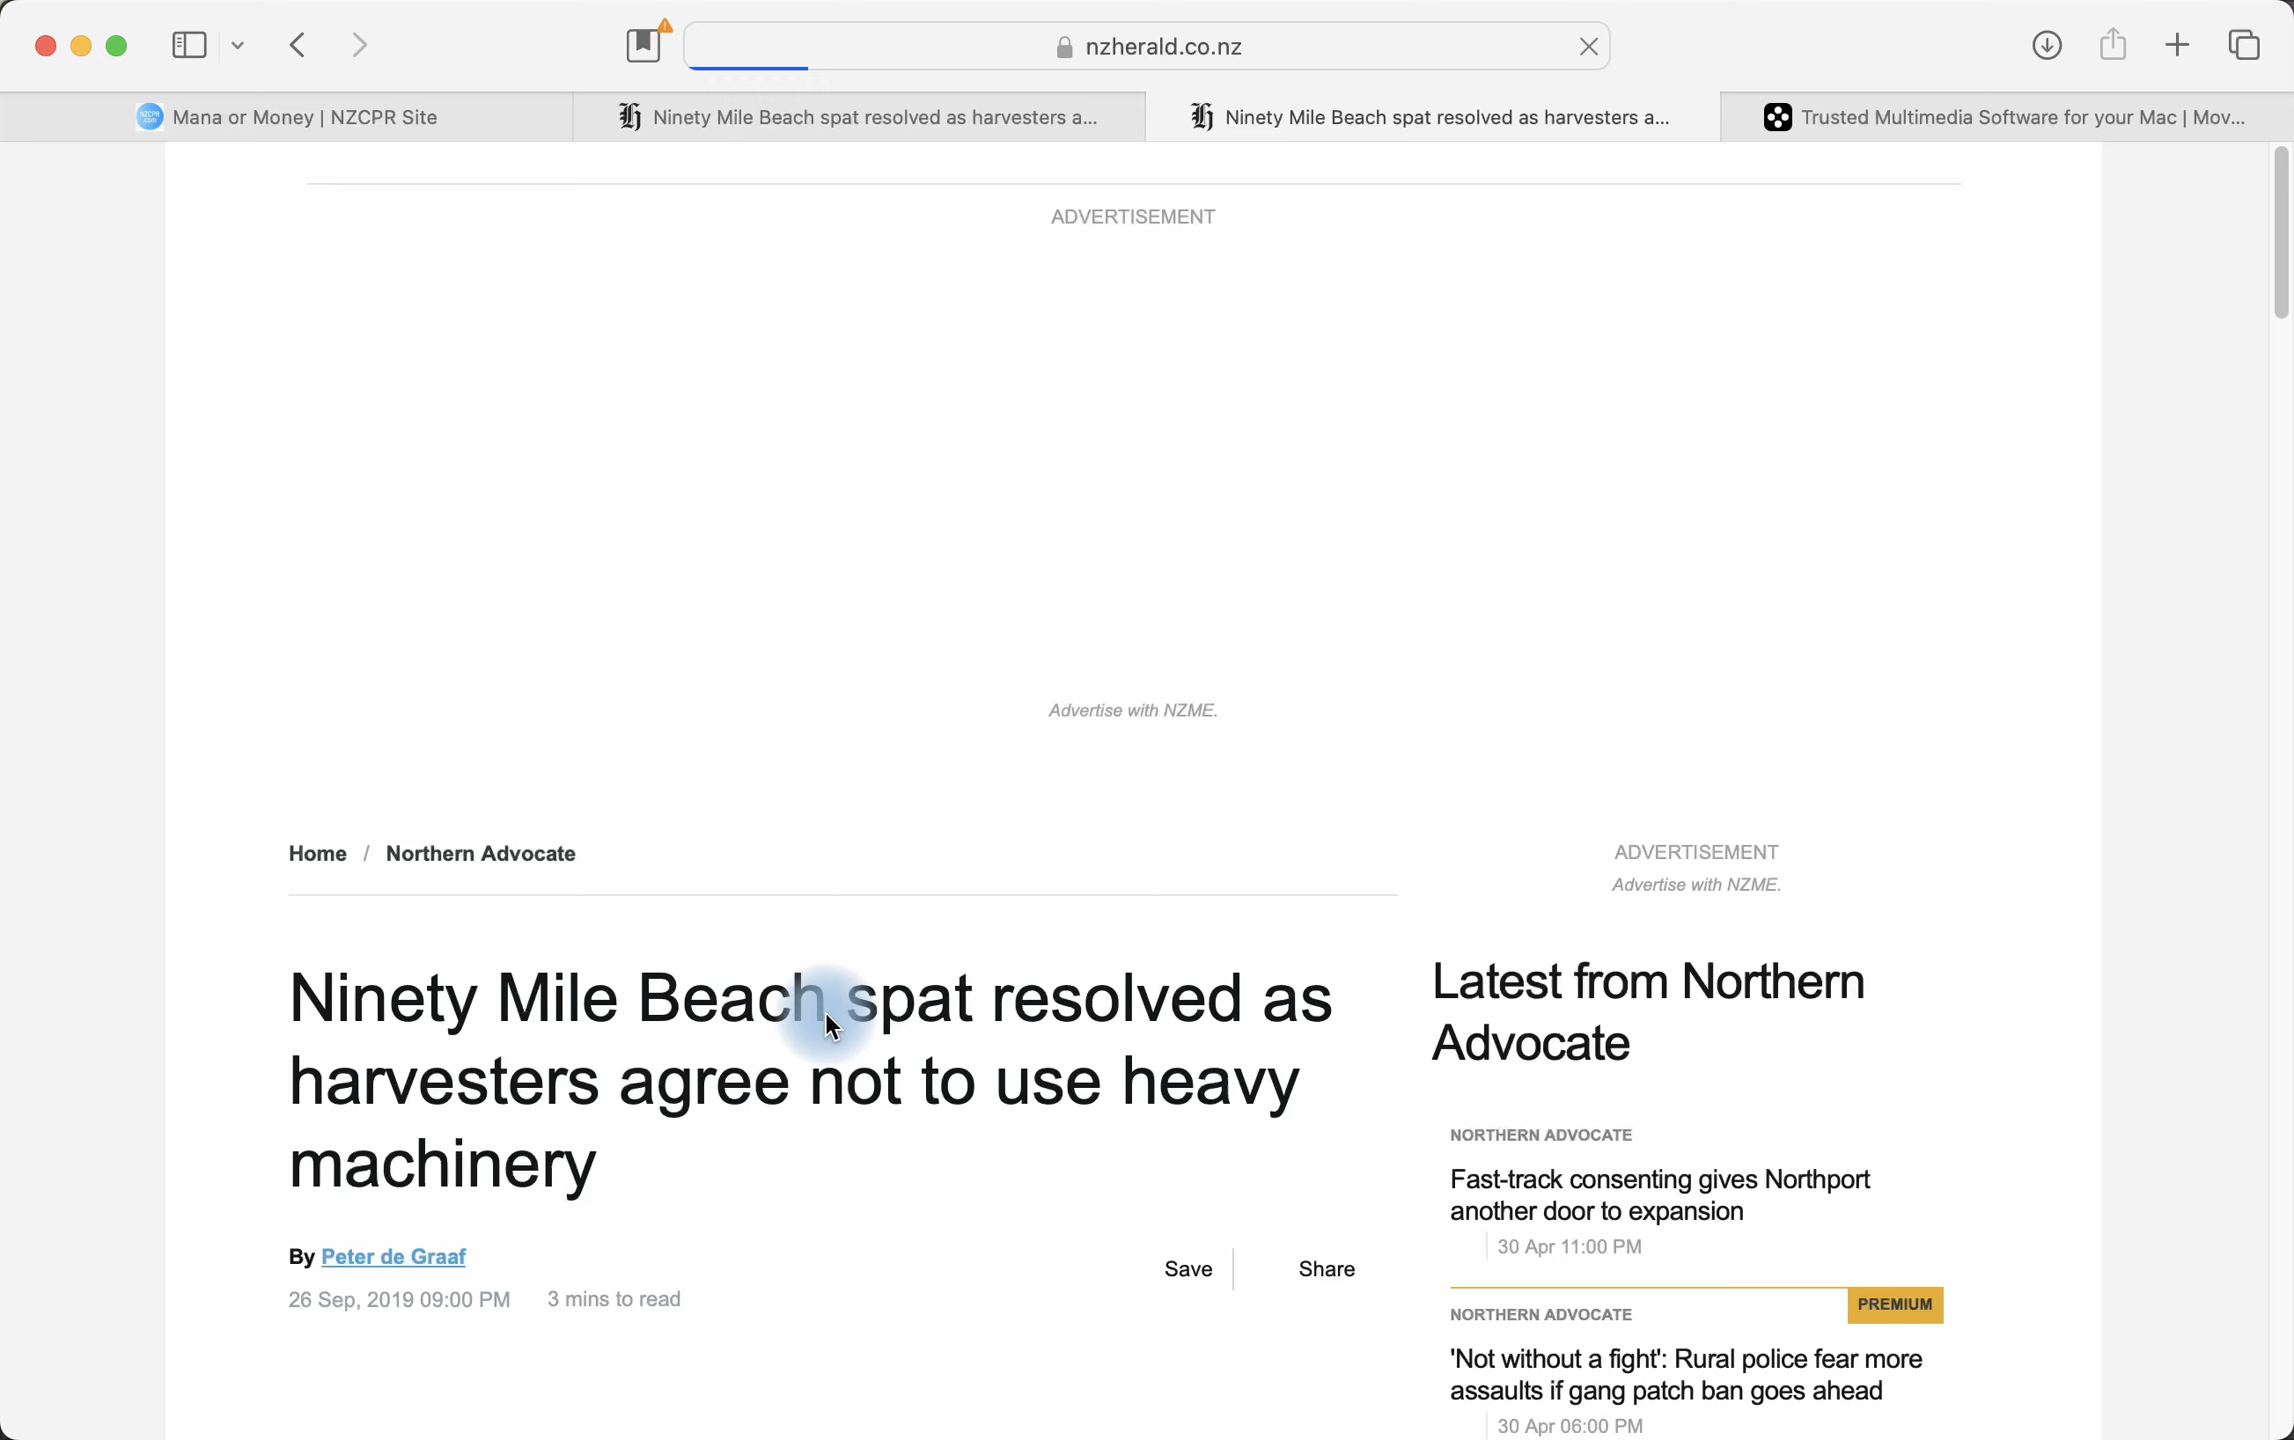 nzherald.co.nz
Mana or Money | NZCPR Site
Ninety Mile Beach spat resolved as harvesters a...
Ninety Mile Beach spat resolved as harvesters a...
Trusted Multimedia Software for your Mac | Mov...
ADVERTISEMENT
Advertise with NZME.
Home / Northern Advocate
Ninety Mile Beach spat resolved as
harvesters agree not to use heavy
machinery
By Peter de Graaf
26 Sep, 2019 09:00 PM 3 mins to read
Save
Share
ADVERTISEMENT
Advertise with NZME.
Latest from Northern
Advocate
NORTHERN ADVOCATE
Fast-track consenting gives Northport
another door to expansion
30 Apr 11:00 PM
PREMIUM
NORTHERN ADVOCATE
'Not without a fight': Rural police fear more
assaults if gang patch ban goes ahead
30 Apr 06:00 PM